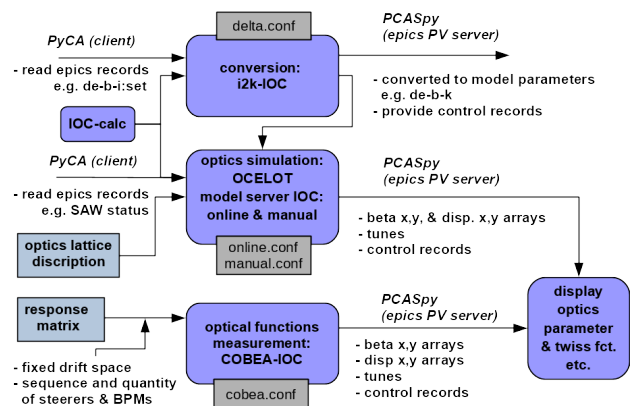 delta.conf
PyCA (client)
- read epics records
e.g. de-b-i:set
conversion:
i2k-IOC
PCASpy
(epics PV server)
- converted to model parameters
e.g. de-b-k
- provide control records
IOC-calc
PyCA (client)
- read epics records
e.g. SAW status
optics simulation:
OCELOT
model server IOC:
online & manual
online.conf
manual.conf
PCASpy
(epics PV server)
- beta x,y, & disp. x,y arrays
- tunes
- control records
optics lattice
discription
response
matrix
- fixed drift space
- sequence and quantity
of steerers & BPMs
optical functions
measurement:
COBEA-IOC
cobea.conf
PCASpy
(epics PV server)
- beta x,y arrays
- disp x,y arrays
- tunes
- control records
display
optics
parameter
& twiss fct.
etc.